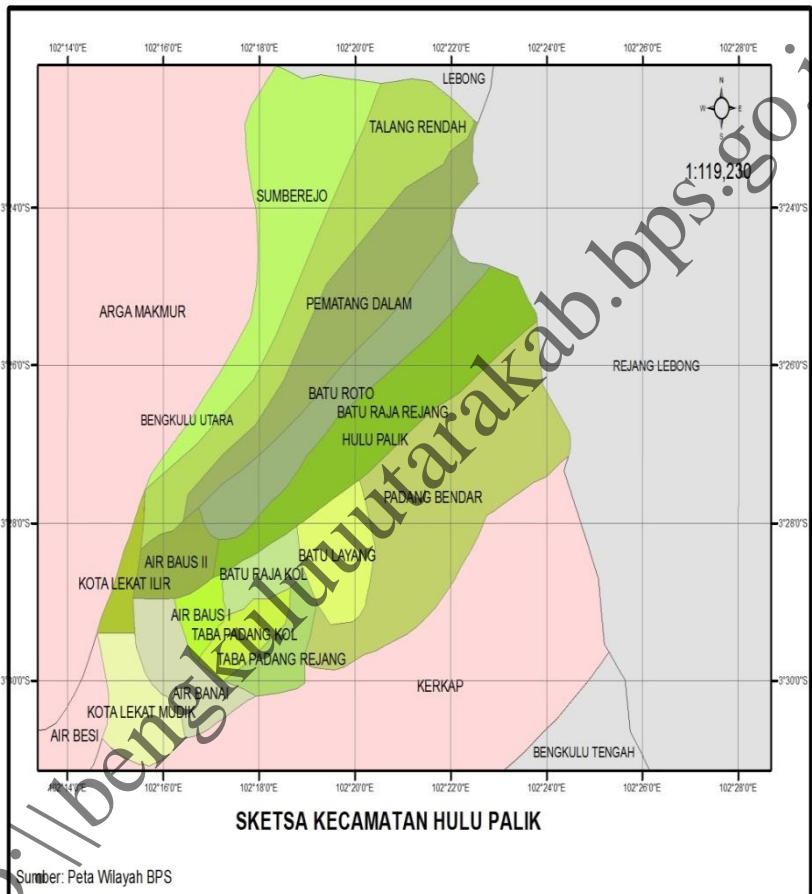 102°14'0"E 102°16'0"E 102°18'0"E 102°20'0"E 102°22'0"E 102°24'0"E 102°26'0"E 102°28'0"E
LEBONG
N
W E
S
TALANG RENDAH
1:119,230
SUMBEREJO
3°24'0"S 3°24'0"S
PEMATANG DALAM
ARGA MAKMUR
3°26'0"S 3°26'0"S
REJANG LEBONG
BATU ROTO
BATU RAJA REJANG
BENGKULU UTARA
HULU PALIK
PADANG BENDAR
3°28'0"S 3°28'0"S
BATU LAYANG
AIR BAUS II
BATU RAJA KOL
KOTA LEKAT ILIR
AIR BAUS I
TABA PADANG KOL
TABA PADANG REJANG
3°30'0"S 3°30'0"S
KERKAP
AIR BANAI
KOTA LEKAT MUDIK
AIR BESI
BENGKULU TENGAH
102°14'0"E 102°16'0"E 102°18'0"E 102°20'0"E 102°22'0"E 102°24'0"E 102°26'0"E 102°28'0"E
SKETSA KECAMATAN HULU PALIK
Sumber: Peta Wilayah BPS
://bengkuluutarakab.bps.go.i